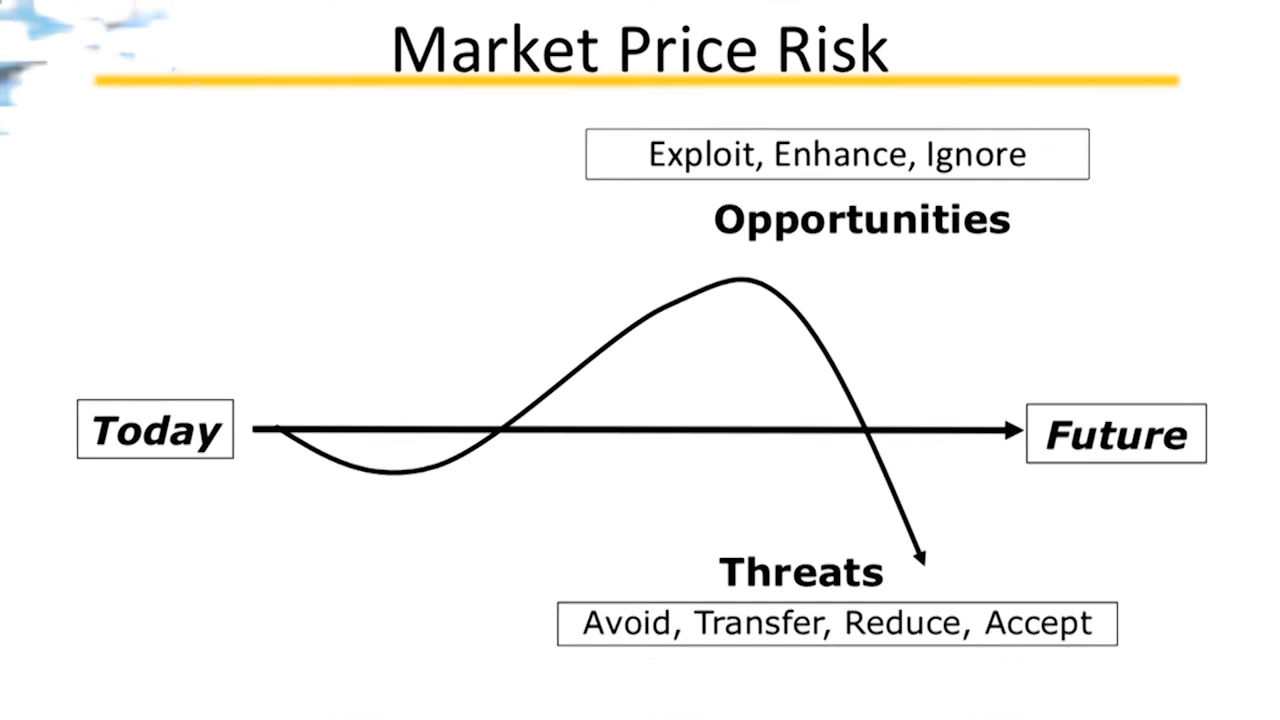 Market Price Risk
Exploit, Enhance, Ignore
Opportunities
Today
Future
Threats
Avoid, Transfer, Reduce, Accept